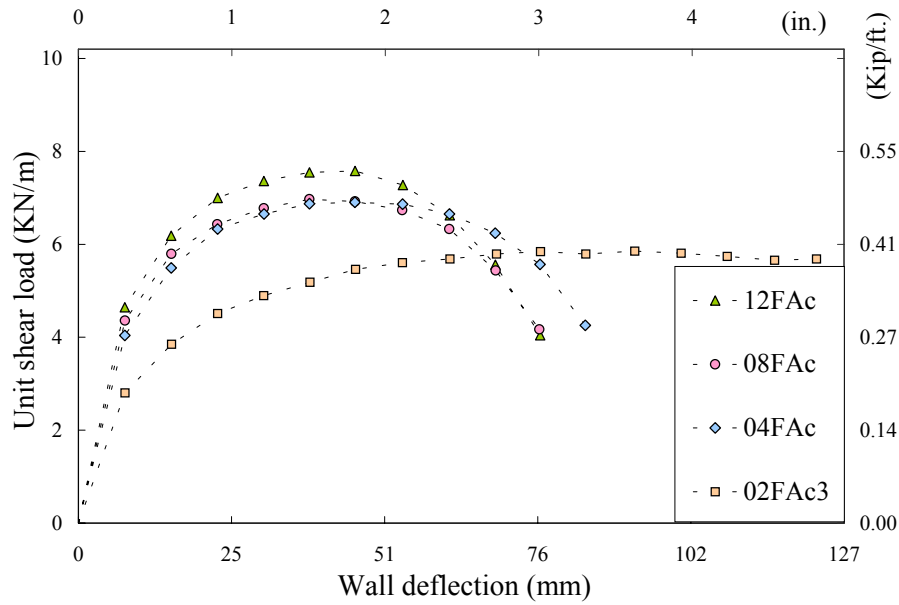 0 1 2 3 4 (in.)
(Kip/ft.)
10
8
6
4
2
0
Unit shear load (KN/m)
0.55
0.41
0.27
0.14
0.00
12FAc
08FAc
04FAc
02FAc3
0 25 51 76 102 127
Wall deflection (mm)